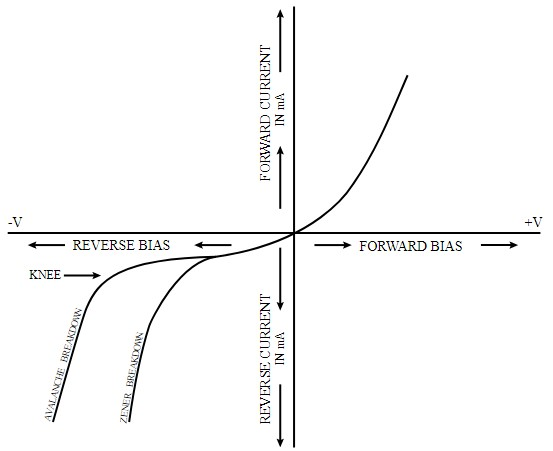 FORWARD CURRENT
IN mA
-V
+V
REVERSE BIAS
FORWARD BIAS
KNEE
AVALANCHE BREAKDOWN
ZENER BREAKDOWN
REVERSE CURRENT
IN mA